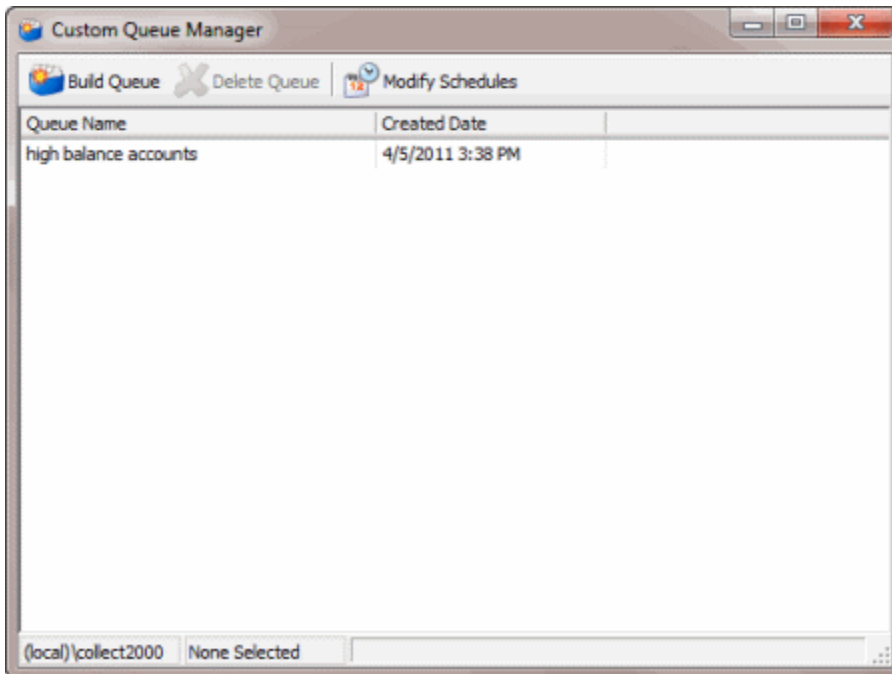 Custom Queue Manager
Build Queue Delete Queue 12 Modify Schedules
Queue Name Created Date
high balance accounts 4/5/2011 3:38 PM
(local)\collect2000 None Selected